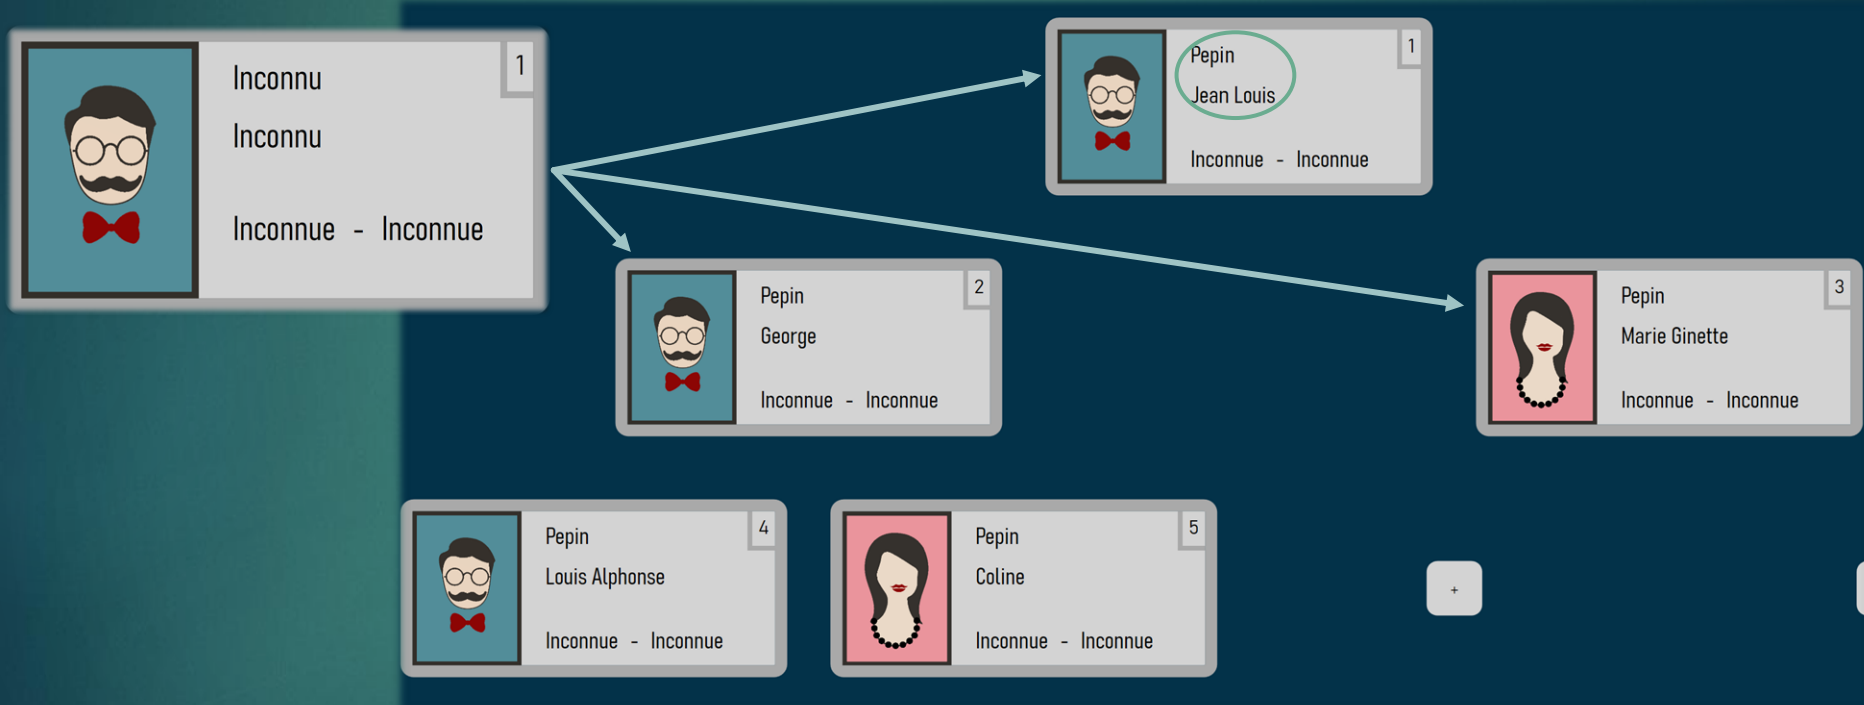 1
Inconnu
Inconnu
Inconnue - Inconnue
1
Pepin
Jean Louis
Inconnue - Inconnue
2
Pepin
George
Inconnue - Inconnue
3
Pepin
Marie Ginette
Inconnue - Inconnue
4
Pepin
Louis Alphonse
Inconnue - Inconnue
5
Pepin
Coline
Inconnue - Inconnue
+